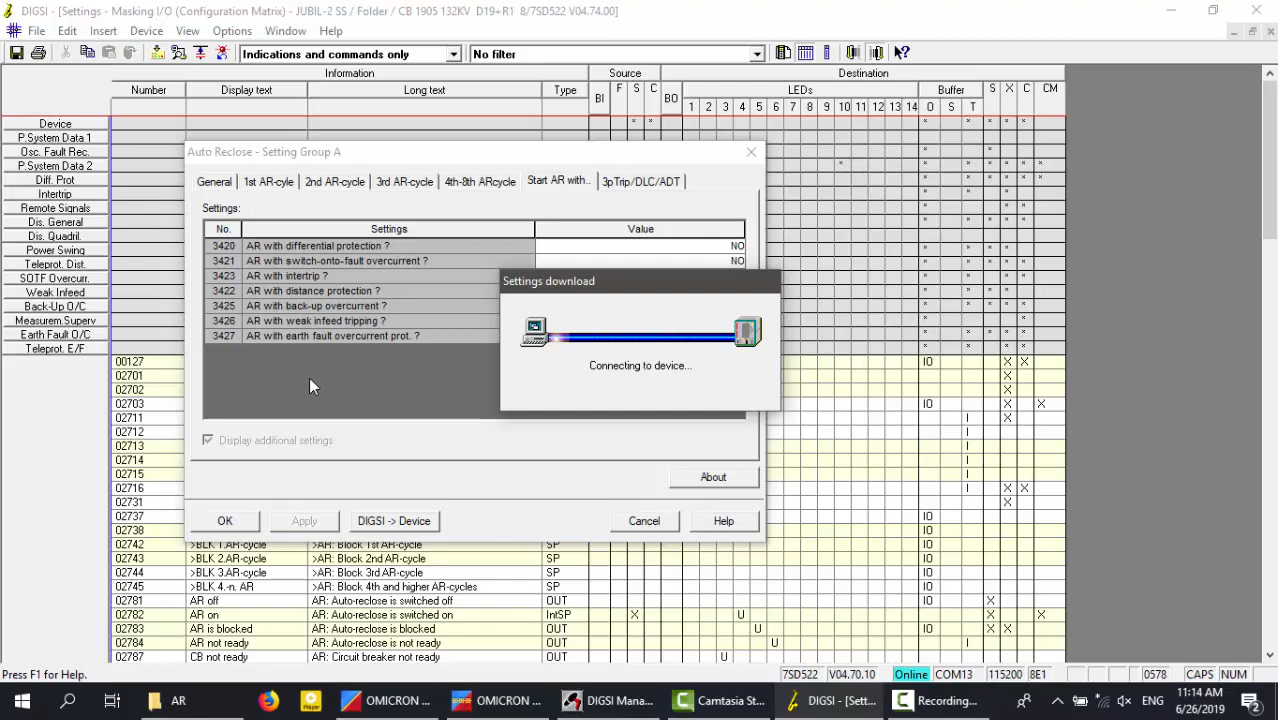 DIGSI - [Settings - Masking I/O (Configuration Matrix) - JUBIL-2 SS / Folder / CB 1905 132KV D19+R1 8/7SD522 V04.74.00]
File Edit Insert Device View Options Window Help
Indications and commands only No filter
Information Source Destination
Number Display text Long text Type BI F S C BO LEDs Buffer S X C CM
1 2 3 4 5 6 7 8 9 10 11 12 13 14 O S T
Device * * * * * * *
P.System Data 1
Osc. Fault Rec. *
P.System Data 2 * * * * * *
Diff. Prot
Intertrip
Remote Signals
Dis. General
Dis. Quadril.
Power Swing
Teleprot. Dist.
SOTF Overcurr.
Weak Infeed
Back-Up O/C
Measurem.Superv
Earth Fault O/C
Teleprot. E/F
Auto Reclose - Setting Group A
General 1st AR-cyle 2nd AR-cycle 3rd AR-cycle 4th-8th ARcycle Start AR with.. 3pTrip/DLC/ADT
Settings:
No. Settings Value
3420 AR with differential protection ? NO
3421 AR with switch-onto-fault overcurrent ? NO
3423 AR with intertrip ?
3422 AR with distance protection ?
3425 AR with back-up overcurrent ?
3426 AR with weak infeed tripping ?
3427 AR with earth fault overcurrent prot. ?
Display additional settings
About
OK Apply DIGSI -> Device Cancel Help
Settings download
Connecting to device...
00127 IO X X
02701 X
02702 X
02703 IO X X
02711 I X
02712 I
02713 I
02714 I
02715 I
02716 I X X
02731 X
02737 IO
02738 IO
02742 >BLK 1.AR-cycle >AR: Block 1st AR-cycle SP IO
02743 >BLK 2.AR-cycle >AR: Block 2nd AR-cycle SP IO
02744 >BLK 3.AR-cycle >AR: Block 3rd AR-cycle SP IO
02745 >BLK 4.-n. AR >AR: Block 4th and higher AR-cycles SP IO
02781 AR off AR: Auto-reclose is switched off OUT IO X
02782 AR on AR: Auto-reclose is switched on IntSP X U X X
02783 AR is blocked AR: Auto-reclose is blocked OUT U IO X X
02784 AR not ready AR: Auto-reclose is not ready OUT U I
02787 CB not ready AR: Circuit breaker not ready OUT U
Press F1 for Help. 7SD522 V04.70.10 Online COM13 115200 8E1 0578 CAPS NUM
AR OMICRON ... OMICRON ... DIGSI Mana... Camtasia St... DIGSI - [Sett... Recording... ENG 11:14 AM 6/26/2019 2
Player